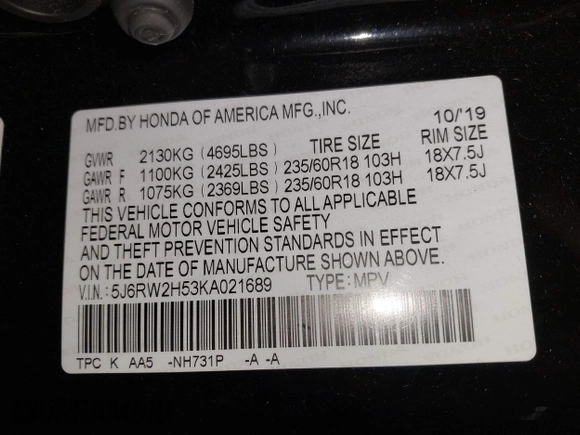 MFD.BY HONDA OF AMERICA MFG.,INC. 10/'19
GVWR 2130KG (4695LBS) TIRE SIZE RIM SIZE
GAWR F 1100KG (2425LBS) 235/60R18 103H 18X7.5J
GAWR R 1075KG (2369LBS) 235/60R18 103H 18X7.5J
THIS VEHICLE CONFORMS TO ALL APPLICABLE
FEDERAL MOTOR VEHICLE SAFETY
AND THEFT PREVENTION STANDARDS IN EFFECT
ON THE DATE OF MANUFACTURE SHOWN ABOVE.
V.I.N.: 5J6RW2H53KA021689 TYPE: MPV
TPC K AA5 -NH731P -A -A